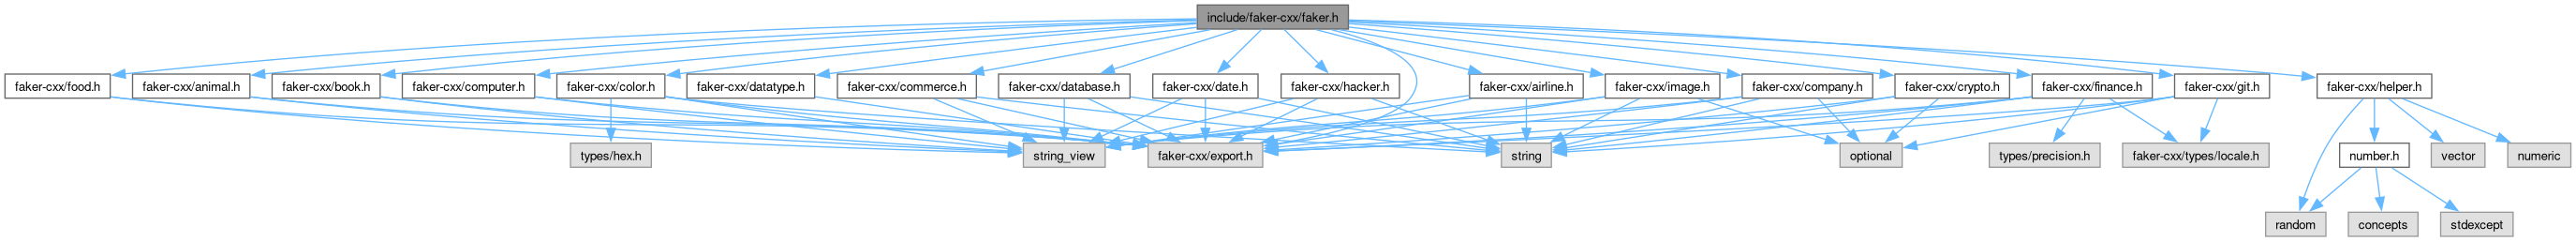 include/faker-cxx/faker.h
faker-cxx/food.h
faker-cxx/animal.h
faker-cxx/book.h
faker-cxx/computer.h
faker-cxx/color.h
faker-cxx/datatype.h
faker-cxx/commerce.h
faker-cxx/database.h
faker-cxx/date.h
faker-cxx/hacker.h
faker-cxx/airline.h
faker-cxx/image.h
faker-cxx/company.h
faker-cxx/crypto.h
faker-cxx/finance.h
faker-cxx/git.h
faker-cxx/helper.h
types/hex.h
string_view
faker-cxx/export.h
string
optional
types/precision.h
faker-cxx/types/locale.h
number.h
vector
numeric
random
concepts
stdexcept